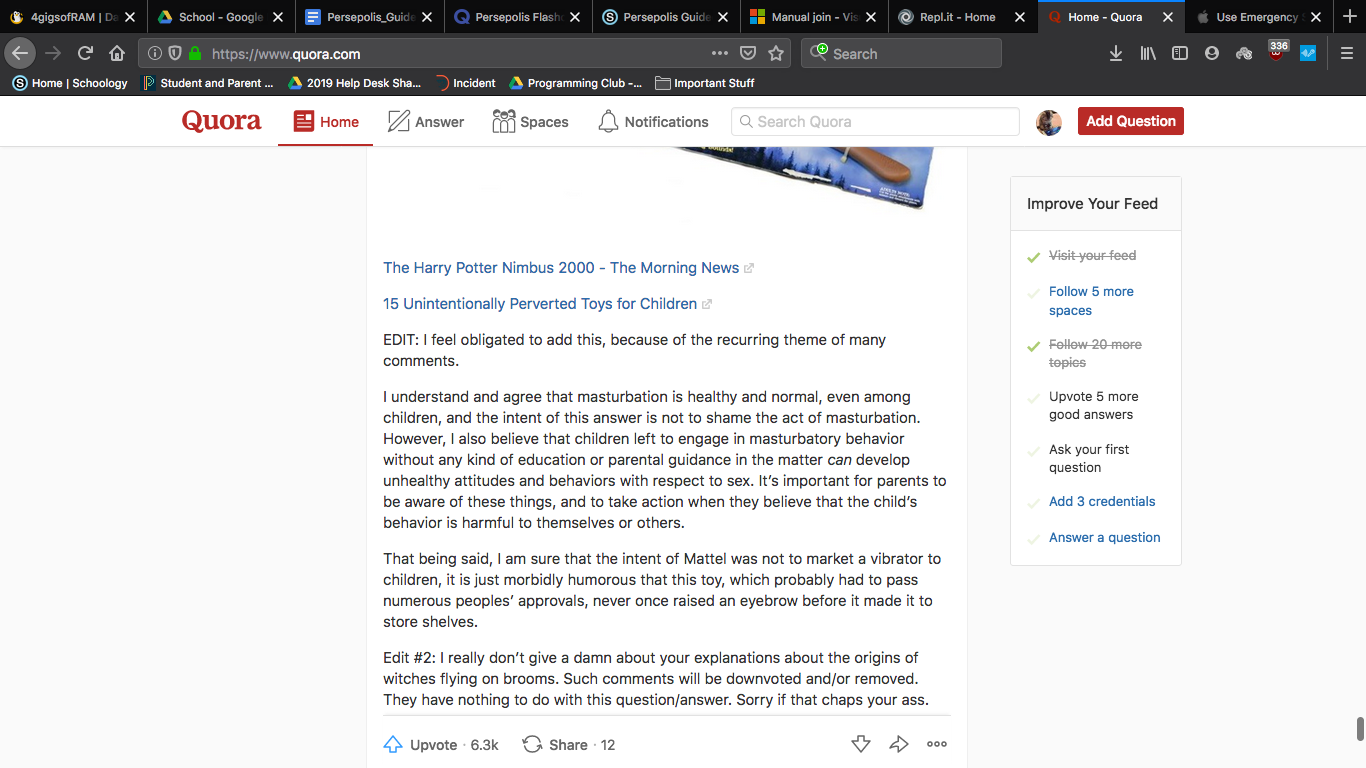 4gigsofRAM | Da
School - Google
Persepolis_Guide
Persepolis Flash
Persepolis Guide
Manual join - Vis
Repl.it - Home
Home - Quora
Use Emergency S
https://www.quora.com
Search
336
Home | Schoology
Student and Parent ...
2019 Help Desk Sha...
Incident
Programming Club -...
Important Stuff
Quora
Home
Answer
Spaces
Notifications
Search Quora
Add Question
The Harry Potter Nimbus 2000 - The Morning News
15 Unintentionally Perverted Toys for Children
EDIT: I feel obligated to add this, because of the recurring theme of many
comments.
I understand and agree that masturbation is healthy and normal, even among
children, and the intent of this answer is not to shame the act of masturbation.
However, I also believe that children left to engage in masturbatory behavior
without any kind of education or parental guidance in the matter can develop
unhealthy attitudes and behaviors with respect to sex. It's important for parents to
be aware of these things, and to take action when they believe that the child's
behavior is harmful to themselves or others.
That being said, I am sure that the intent of Mattel was not to market a vibrator to
children, it is just morbidly humorous that this toy, which probably had to pass
numerous peoples' approvals, never once raised an eyebrow before it made it to
store shelves.
Edit #2: I really don't give a damn about your explanations about the origins of
witches flying on brooms. Such comments will be downvoted and/or removed.
They have nothing to do with this question/answer. Sorry if that chaps your ass.
Upvote · 6.3k
Share · 12
Improve Your Feed
Visit your feed
Follow 5 more
spaces
Follow 20 more
topics
Upvote 5 more
good answers
Ask your first
question
Add 3 credentials
Answer a question